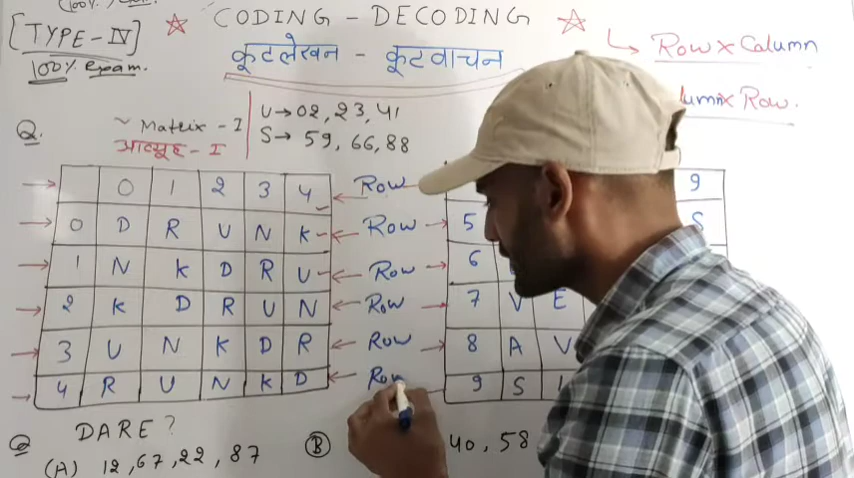 [TYPE-IV]
100% exam.
☆ CODING - DECODING ☆
कूटलेखन - कूटवाचन
Row x Column
x Row.
Q.
~ Matrix - I
आव्यूह - I
U → 02, 23, 41
S → 59, 66, 88
0 1 2 3 4
0 D R U N K
1 N K D R U
2 K D R U N
3 U N K D R
4 R U N K D
Row
Row
Row
Row
Row
Row
9
5 S
6
7 V E
8 A V
9 S
Q DARE?
(A) 12, 67, 22, 87
(B) 40, 58